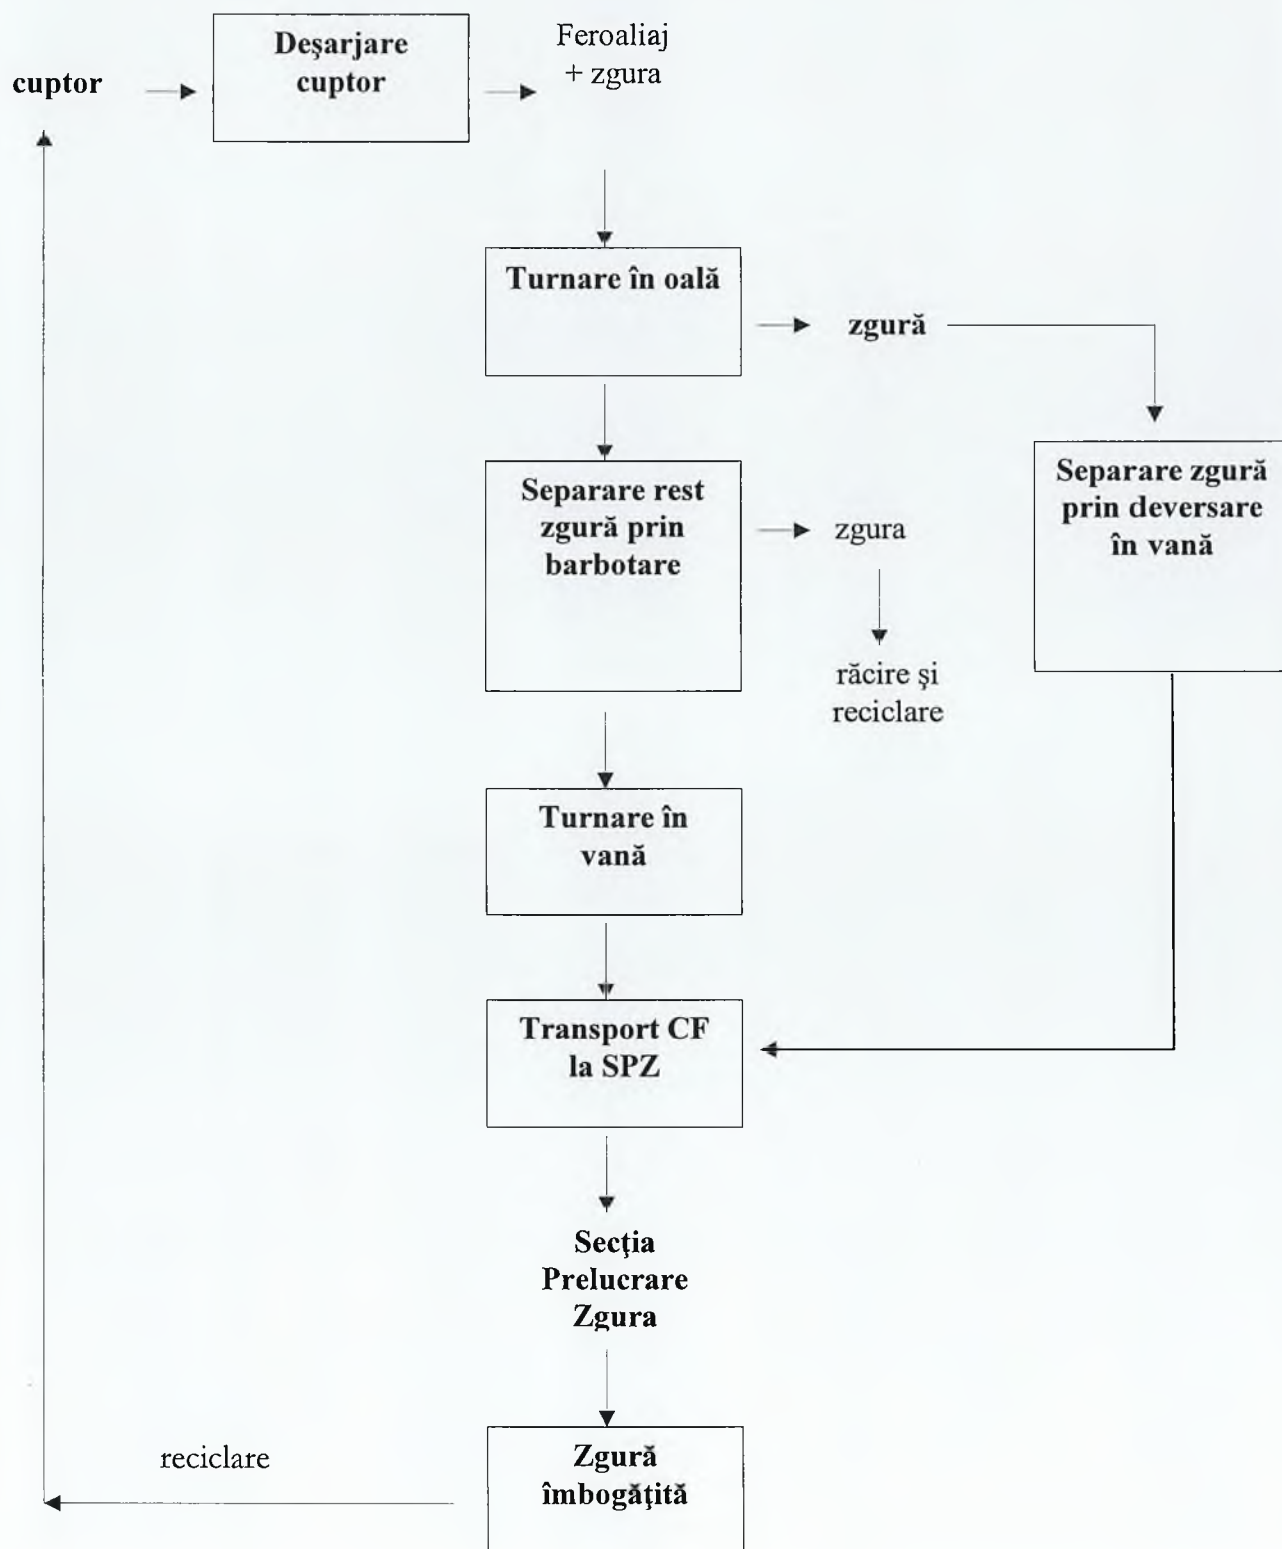 cuptor
Deşarjare
cuptor
Feroaliaj
+ zgura
Turnare în oală
zgură
Separare rest
zgură prin
barbotare
zgura
răcire şi
reciclare
Separare zgură
prin deversare
în vană
Turnare în
vană
Transport CF
la SPZ
Secţia
Prelucrare
Zgura
reciclare
Zgură
îmbogăţită